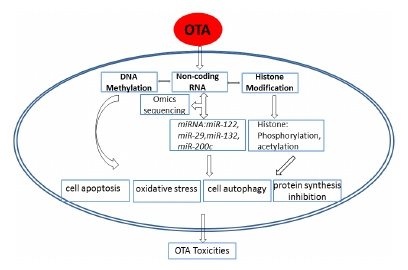 OTA
DNA
Methylation
Non-coding
RNA
Histone
Modification
Omics
sequencing
miRNA:miR-122,
miR-29,miR-132,
miR-200c
Histone:
Phosphorylation,
acetylation
cell apoptosis
oxidative stress
cell autophagy
protein synthesis
inhibition
OTA Toxicities